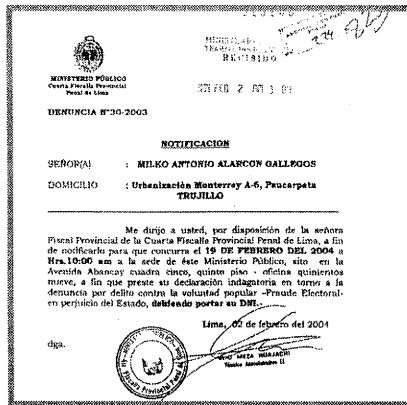 RECIBIDO
MINISTERIO PÚBLICO
Cuarta Fiscalía Provincial
Penal de Lima
DENUNCIA Nº30-2003
NOTIFICACION
SEÑOR(A) : MILKO ANTONIO ALARCON GALLEGOS
DOMICILIO : Urbanización Monterrey A-6, Paucarpata
TRUJILLO
Me dirijo a usted, por disposición de la señora
Fiscal Provincial de la Cuarta Fiscalía Provincial Penal de Lima, a fin
de notificarlo para que concurra el 19 DE FEBRERO DEL 2004 a
Hrs.10:00 am a la sede de éste Ministerio Público, sito en la
Avenida Abancay cuadra cinco, quinto piso - oficina quinientos
nueve, a fin que preste su declaración indagatoria en torno a la
denuncia por delito contra la voluntad popular -Fraude Electoral-
en perjuicio del Estado, debiendo portar su DNI.-
Lima, 02 de febrero del 2004
dga.
MEZA HUAJACHI